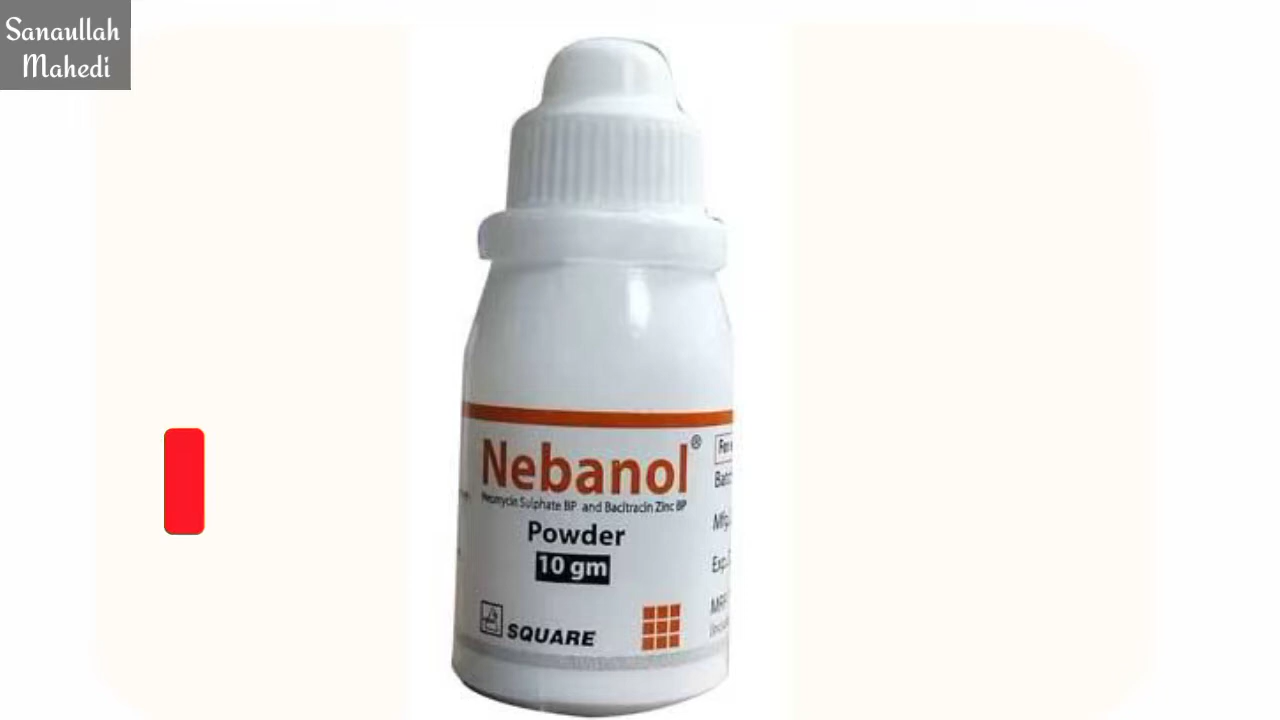 Sanaullah
Mahedi
Nebanol®
Neomycin Sulphate BP and Bacitracin Zinc BP
Powder
10 gm
SQUARE